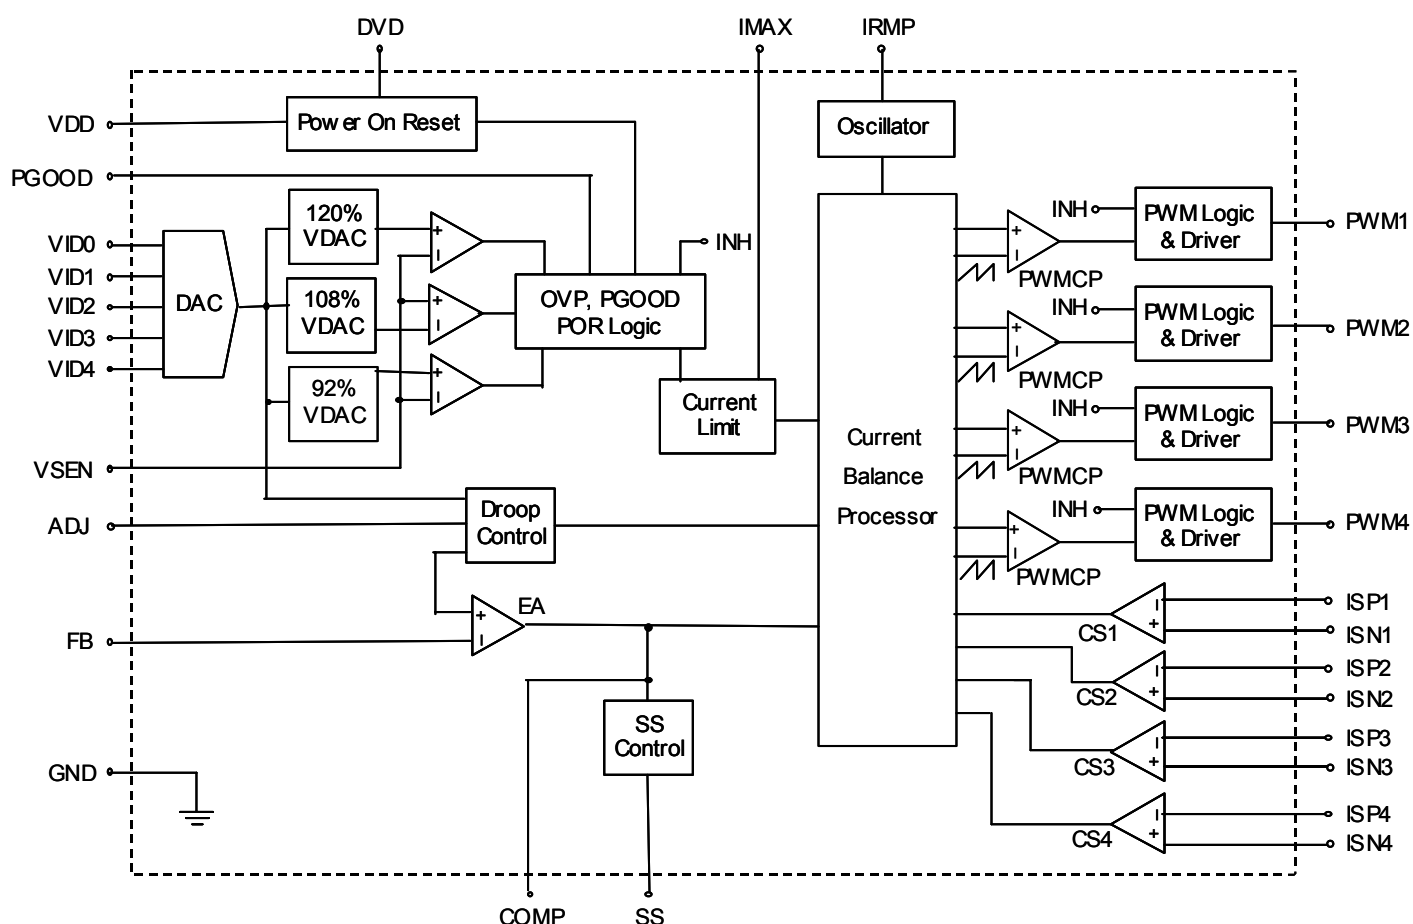 DVD
IMAX
IRMP
VDD
Power On Reset
Oscillator
PGOOD
120%
VDAC
VID0
VID1
VID2
VID3
VID4
DAC
108%
VDAC
92%
VDAC
INH
OVP, PGOOD
POR Logic
Current
Limit
Current
Balance
Processor
+
−
+
−
+
−
INH
PWM Logic
& Driver
PWM1
+
−
PWMCP
INH
PWM Logic
& Driver
PWM2
+
−
PWMCP
INH
PWM Logic
& Driver
PWM3
+
−
PWMCP
INH
PWM Logic
& Driver
PWM4
+
−
PWMCP
VSEN
ADJ
Droop
Control
EA
+
−
FB
SS
Control
GND
CS1
−
+
ISP1
ISN1
CS2
−
+
ISP2
ISN2
CS3
−
+
ISP3
ISN3
CS4
−
+
ISP4
ISN4
COMP
SS